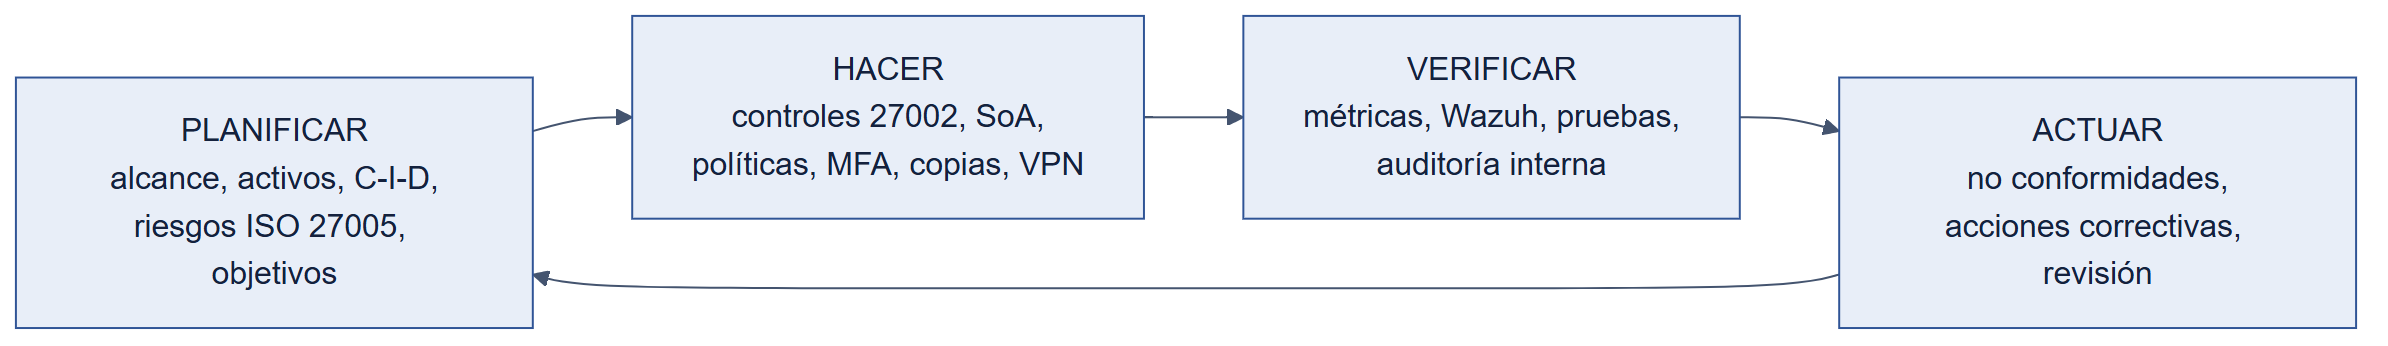 PLANIFICAR
alcance, activos, C-I-D,
riesgos ISO 27005,
objetivos
HACER
controles 27002, SoA,
políticas, MFA, copias, VPN
VERIFICAR
métricas, Wazuh, pruebas,
auditoría interna
ACTUAR
no conformidades,
acciones correctivas,
revisión